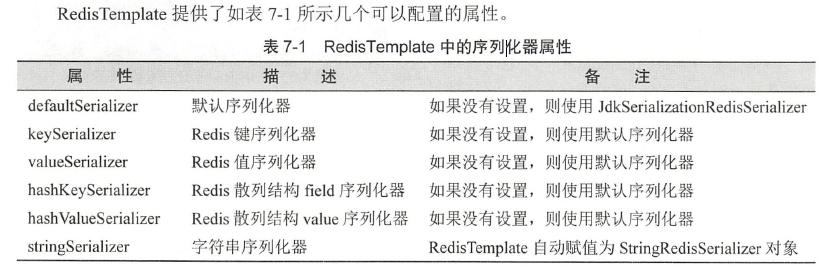 RedisTemplate 提供了如表 7-1 所示几个可以配置的属性。
表 7-1 RedisTemplate 中的序列化器属性
属 性 描 述 备 注
defaultSerializer 默认序列化器 如果没有设置，则使用 JdkSerializationRedisSerializer
keySerializer Redis 键序列化器 如果没有设置，则使用默认序列化器
valueSerializer Redis 值序列化器 如果没有设置，则使用默认序列化器
hashKeySerializer Redis 散列结构 field 序列化器 如果没有设置，则使用默认序列化器
hashValueSerializer Redis 散列结构 value 序列化器 如果没有设置，则使用默认序列化器
stringSerializer 字符串序列化器 RedisTemplate 自动赋值为 StringRedisSerializer 对象